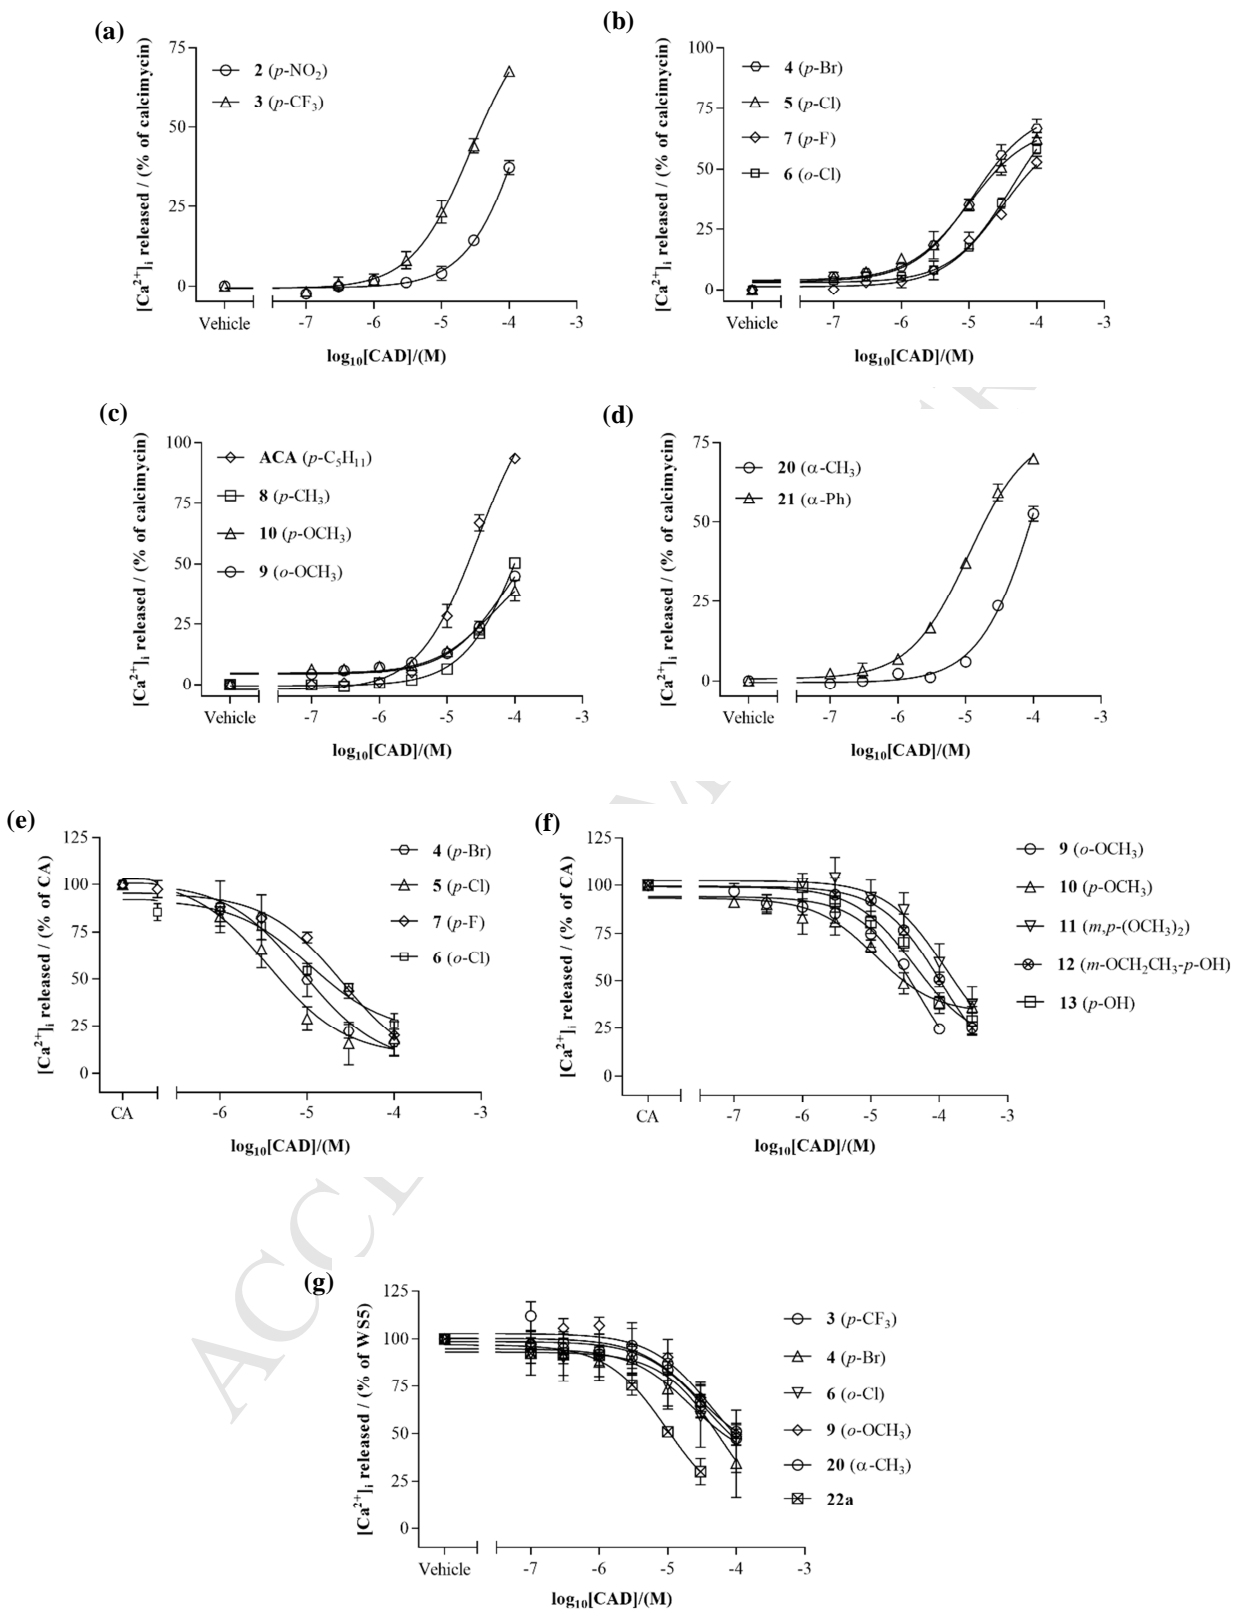 (a)
[Ca²⁺]ᵢ released / (% of calcimycin)
75
50
25
0
2 (p-NO₂)
3 (p-CF₃)
Vehicle -7 -6 -5 -4 -3
log₁₀[CAD]/(M)
(b)
[Ca²⁺]ᵢ released / (% of calcimycin)
100
75
50
25
0
4 (p-Br)
5 (p-Cl)
7 (p-F)
6 (o-Cl)
Vehicle -7 -6 -5 -4 -3
log₁₀[CAD]/(M)
(c)
[Ca²⁺]ᵢ released / (% of calcimycin)
100
75
50
25
0
ACA (p-C₅H₁₁)
8 (p-CH₃)
10 (p-OCH₃)
9 (o-OCH₃)
Vehicle -7 -6 -5 -4 -3
log₁₀[CAD]/(M)
(d)
[Ca²⁺]ᵢ released / (% of calcimycin)
75
50
25
0
20 (α-CH₃)
21 (α-Ph)
Vehicle -7 -6 -5 -4 -3
log₁₀[CAD]/(M)
(e)
[Ca²⁺]ᵢ released / (% of CA)
125
100
75
50
25
0
4 (p-Br)
5 (p-Cl)
7 (p-F)
6 (o-Cl)
CA -6 -5 -4 -3
log₁₀[CAD]/(M)
(f)
[Ca²⁺]ᵢ released / (% of CA)
125
100
75
50
25
0
9 (o-OCH₃)
10 (p-OCH₃)
11 (m,p-(OCH₃)₂)
12 (m-OCH₂CH₃-p-OH)
13 (p-OH)
CA -7 -6 -5 -4 -3
log₁₀[CAD]/(M)
(g)
[Ca²⁺]ᵢ released / (% of WS5)
125
100
75
50
25
0
3 (p-CF₃)
4 (p-Br)
6 (o-Cl)
9 (o-OCH₃)
20 (α-CH₃)
22a
Vehicle -7 -6 -5 -4 -3
log₁₀[CAD]/(M)